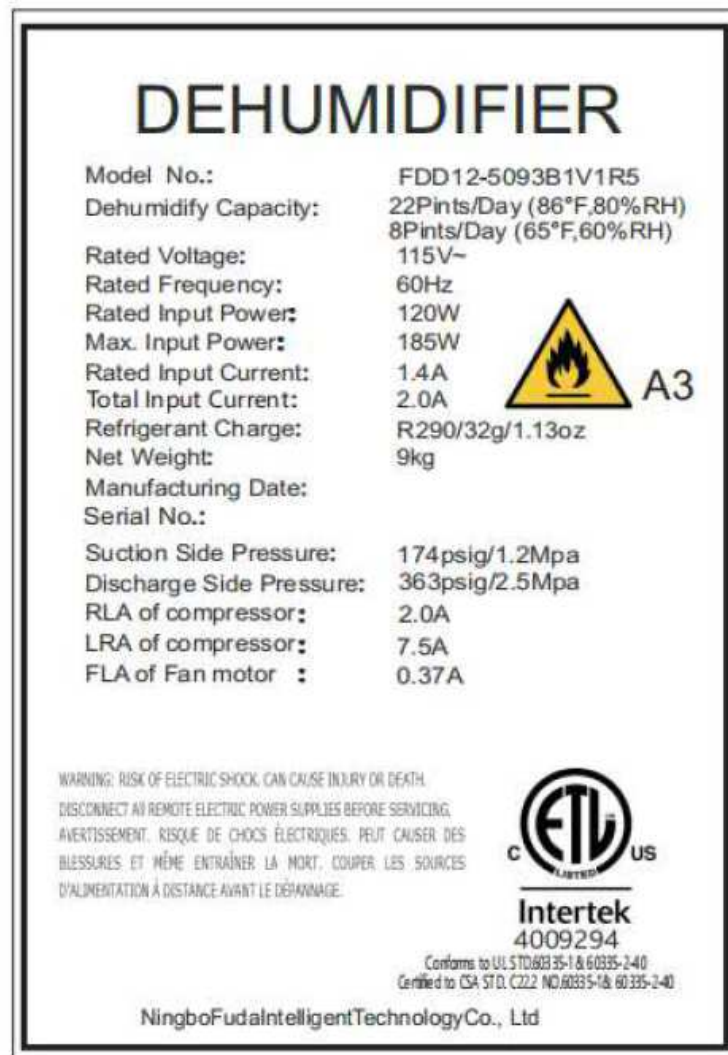 DEHUMIDIFIER
Model No.: FDD12-5093B1V1R5
Dehumidify Capacity: 22Pints/Day (86°F,80%RH)
8Pints/Day (65°F,60%RH)
Rated Voltage: 115V~
Rated Frequency: 60Hz
Rated Input Power: 120W
Max. Input Power: 185W
Rated Input Current: 1.4A
Total Input Current: 2.0A
A3
Refrigerant Charge: R290/32g/1.13oz
Net Weight: 9kg
Manufacturing Date:
Serial No.:
Suction Side Pressure: 174psig/1.2Mpa
Discharge Side Pressure: 363psig/2.5Mpa
RLA of compressor: 2.0A
LRA of compressor: 7.5A
FLA of Fan motor : 0.37A
WARNING: RISK OF ELECTRIC SHOCK. CAN CAUSE INJURY OR DEATH.
DISCONNECT All REMOTE ELECTRIC POWER SUPPLIES BEFORE SERVICING.
AVERTISSEMENT. RISQUE DE CHOCS ÉLECTRIQUES. PEUT CAUSER DES
BLESSURES ET MÊME ENTRAÎNER LA MORT. COUPER LES SOURCES
D'ALIMENTATION À DISTANCE AVANT LE DÉPANNAGE.
C ETL US
LISTED
Intertek
4009294
Conforms to UL STD.60335-1 & 60335-2-40
Certified to CSA STD. C22.2 NO.60335-1& 60335-2-40
NingboFudaIntelligentTechnologyCo., Ltd